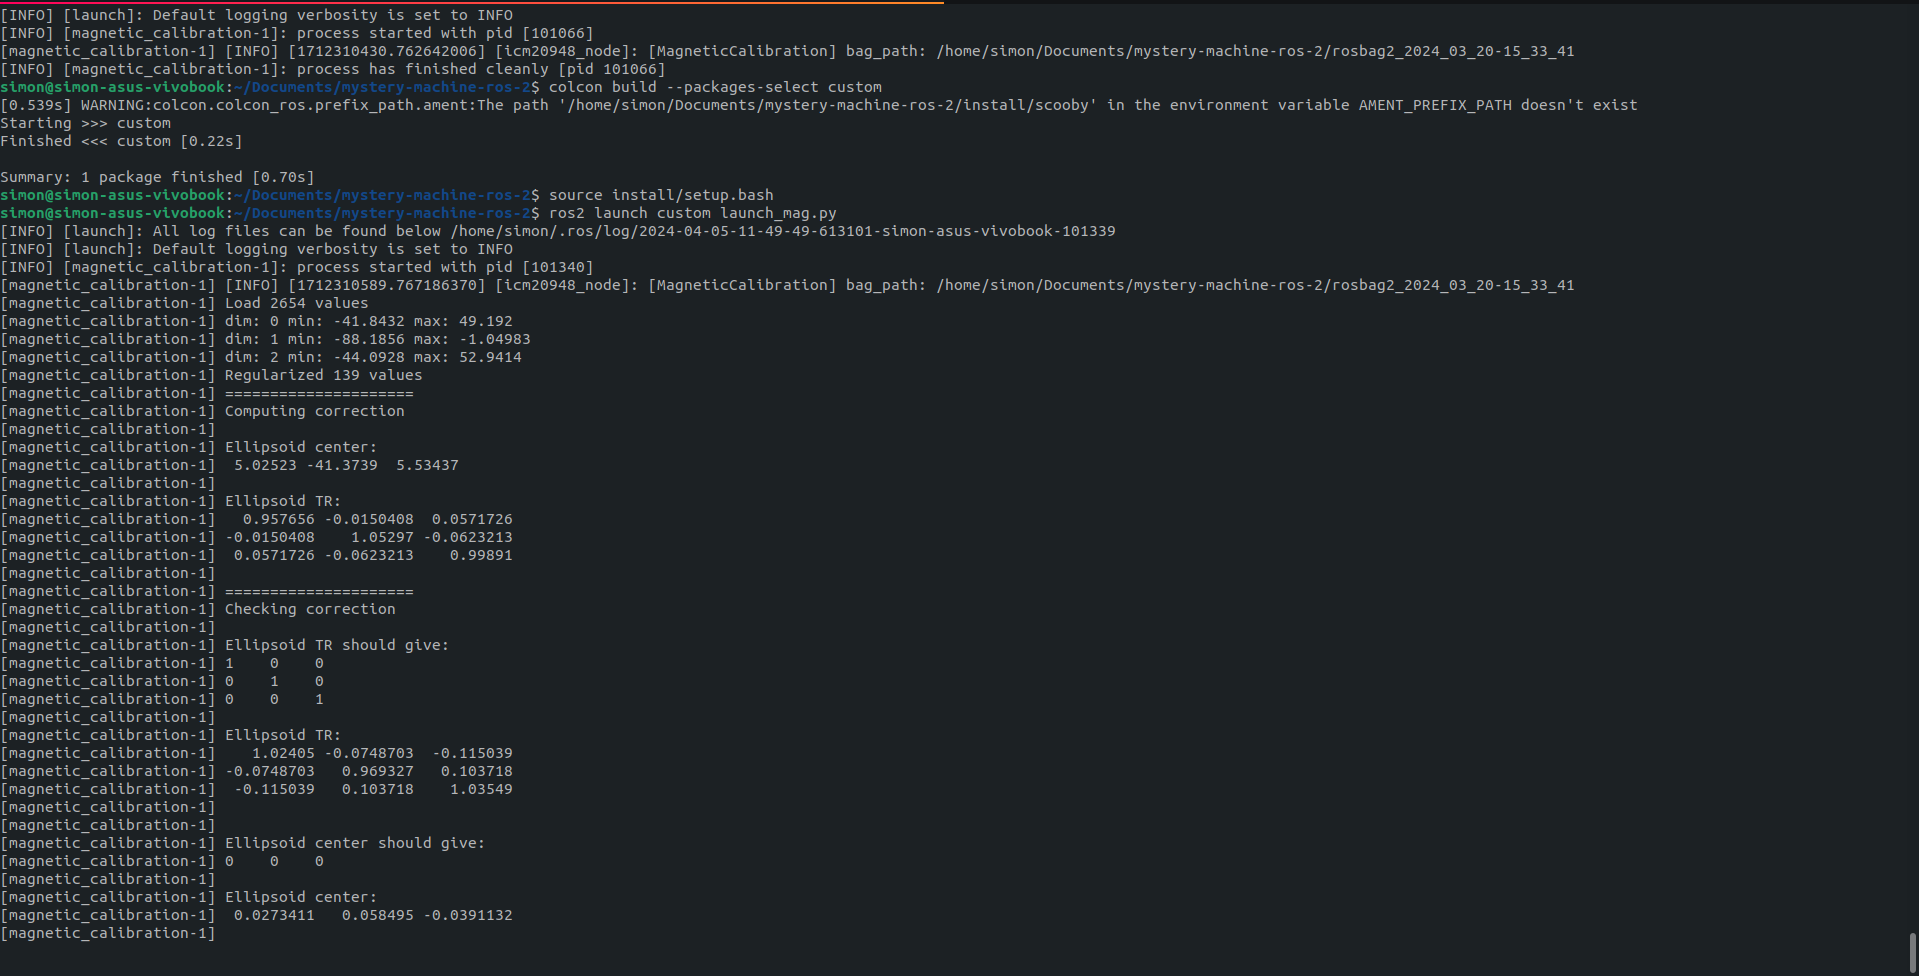 [INFO] [launch]: Default logging verbosity is set to INFO
[INFO] [magnetic_calibration-1]: process started with pid [101066]
[magnetic_calibration-1] [INFO] [1712310430.762642006] [icm20948_node]: [MagneticCalibration] bag_path: /home/simon/Documents/mystery-machine-ros-2/rosbag2_2024_03_20-15_33_41
[INFO] [magnetic_calibration-1]: process has finished cleanly [pid 101066]
simon@simon-asus-vivobook:~/Documents/mystery-machine-ros-2$ colcon build --packages-select custom
[0.539s] WARNING:colcon.colcon_ros.prefix_path.ament:The path '/home/simon/Documents/mystery-machine-ros-2/install/scooby' in the environment variable AMENT_PREFIX_PATH doesn't exist
Starting >>> custom
Finished <<< custom [0.22s]

Summary: 1 package finished [0.70s]
simon@simon-asus-vivobook:~/Documents/mystery-machine-ros-2$ source install/setup.bash
simon@simon-asus-vivobook:~/Documents/mystery-machine-ros-2$ ros2 launch custom launch_mag.py
[INFO] [launch]: All log files can be found below /home/simon/.ros/log/2024-04-05-11-49-49-613101-simon-asus-vivobook-101339
[INFO] [launch]: Default logging verbosity is set to INFO
[INFO] [magnetic_calibration-1]: process started with pid [101340]
[magnetic_calibration-1] [INFO] [1712310589.767186370] [icm20948_node]: [MagneticCalibration] bag_path: /home/simon/Documents/mystery-machine-ros-2/rosbag2_2024_03_20-15_33_41
[magnetic_calibration-1] Load 2654 values
[magnetic_calibration-1] dim: 0 min: -41.8432 max: 49.192
[magnetic_calibration-1] dim: 1 min: -88.1856 max: -1.04983
[magnetic_calibration-1] dim: 2 min: -44.0928 max: 52.9414
[magnetic_calibration-1] Regularized 139 values
[magnetic_calibration-1] =====================
[magnetic_calibration-1] Computing correction
[magnetic_calibration-1]
[magnetic_calibration-1] Ellipsoid center:
[magnetic_calibration-1]  5.02523 -41.3739  5.53437
[magnetic_calibration-1]
[magnetic_calibration-1] Ellipsoid TR:
[magnetic_calibration-1]   0.957656 -0.0150408  0.0571726
[magnetic_calibration-1] -0.0150408    1.05297 -0.0623213
[magnetic_calibration-1]  0.0571726 -0.0623213    0.99891
[magnetic_calibration-1]
[magnetic_calibration-1] =====================
[magnetic_calibration-1] Checking correction
[magnetic_calibration-1]
[magnetic_calibration-1] Ellipsoid TR should give:
[magnetic_calibration-1] 1    0    0
[magnetic_calibration-1] 0    1    0
[magnetic_calibration-1] 0    0    1
[magnetic_calibration-1]
[magnetic_calibration-1] Ellipsoid TR:
[magnetic_calibration-1]    1.02405 -0.0748703  -0.115039
[magnetic_calibration-1] -0.0748703   0.969327   0.103718
[magnetic_calibration-1]  -0.115039   0.103718    1.03549
[magnetic_calibration-1]
[magnetic_calibration-1]
[magnetic_calibration-1] Ellipsoid center should give:
[magnetic_calibration-1] 0    0    0
[magnetic_calibration-1]
[magnetic_calibration-1] Ellipsoid center:
[magnetic_calibration-1]  0.0273411   0.058495 -0.0391132
[magnetic_calibration-1]